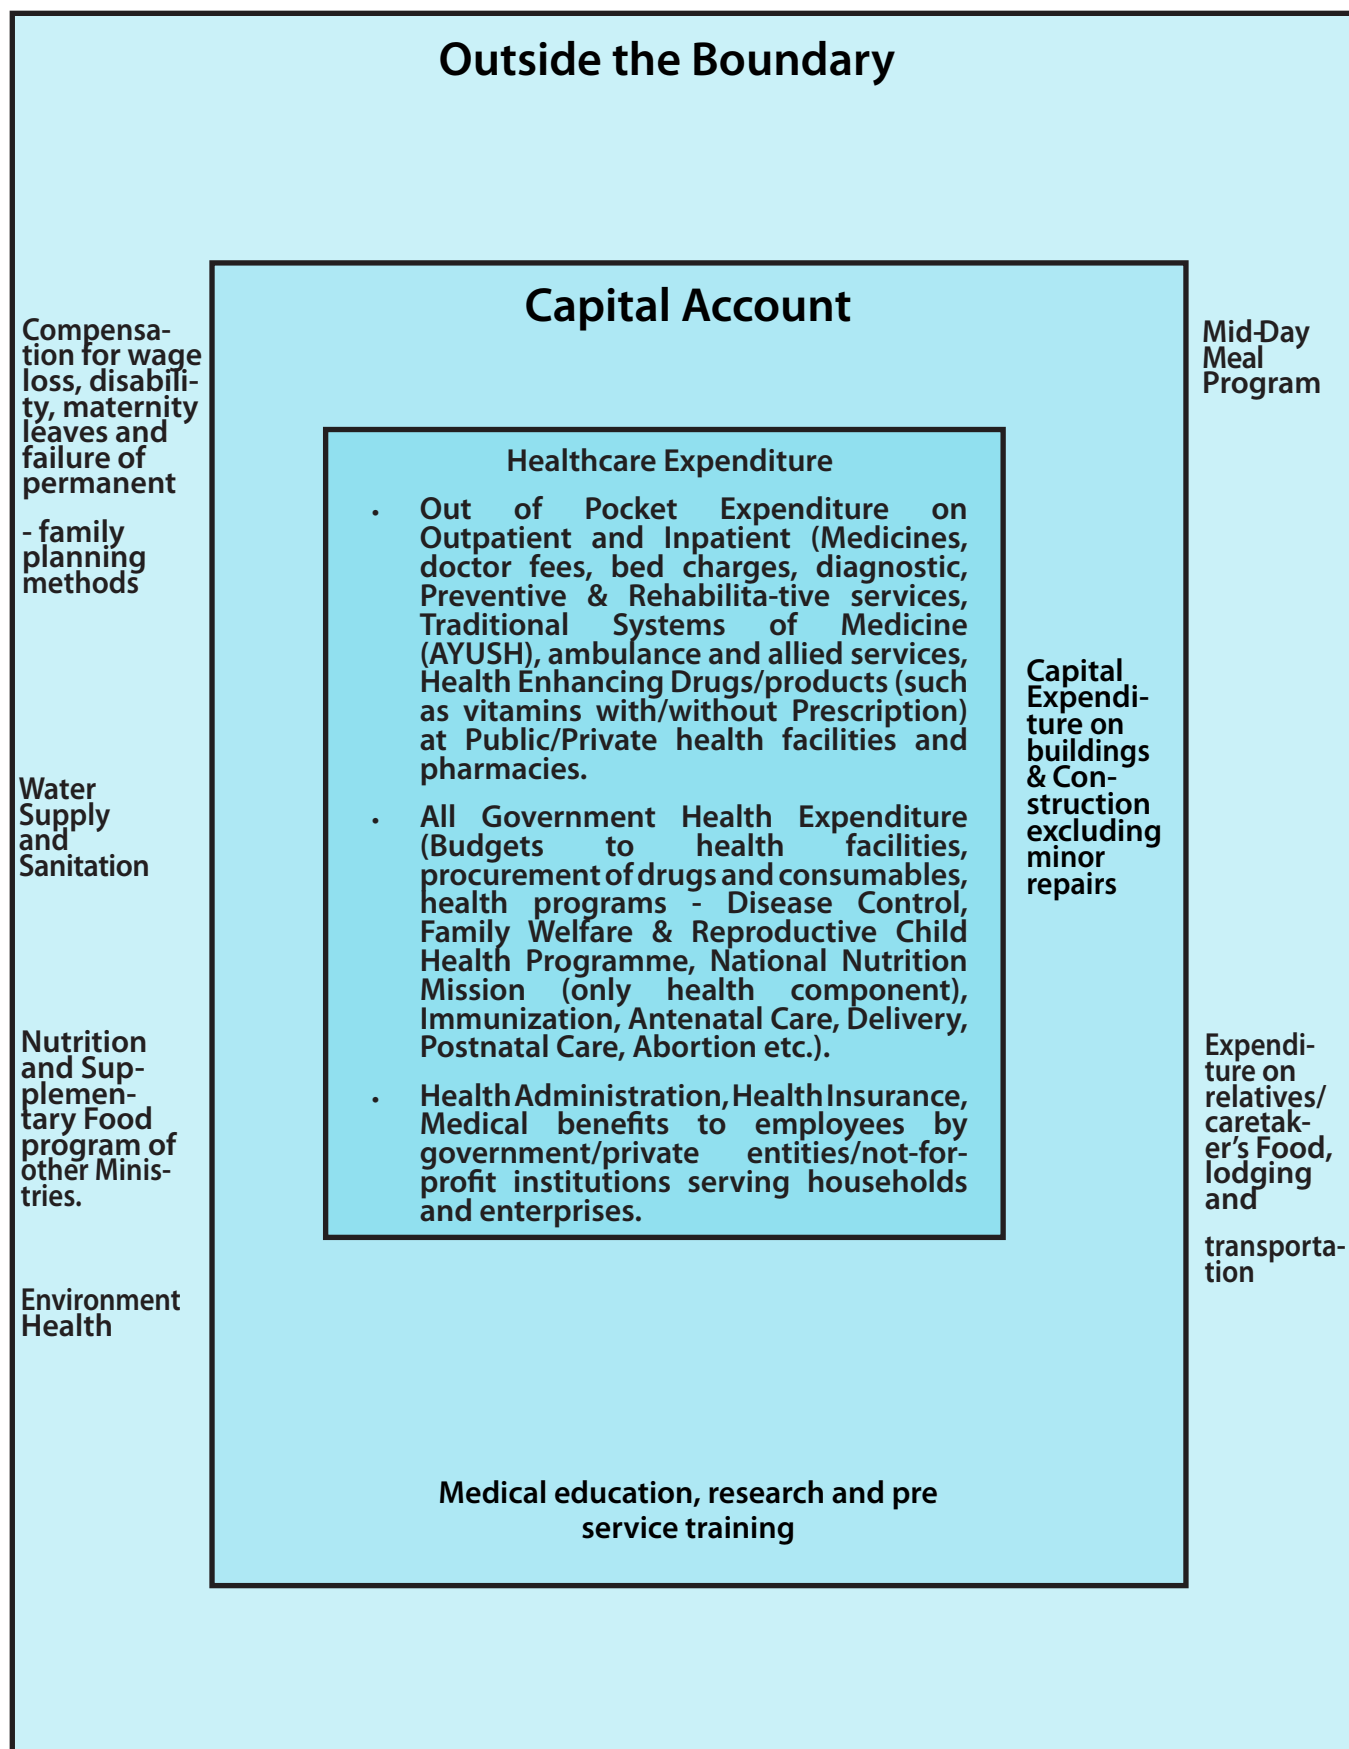 Outside the Boundary
Capital Account
Compensa-
tion for wage
loss, disabili-
ty, maternity
leaves and
failure of
permanent
- family
planning
methods
Water
Supply
and
Sanitation
Nutrition
and Sup-
plemen-
tary Food
program of
other Minis-
tries.
Environment
Health
Healthcare Expenditure
• Out of Pocket Expenditure on
Outpatient and Inpatient (Medicines,
doctor fees, bed charges, diagnostic,
Preventive & Rehabilita-tive services,
Traditional Systems of Medicine
(AYUSH), ambulance and allied services,
Health Enhancing Drugs/products (such
as vitamins with/without Prescription)
at Public/Private health facilities and
pharmacies.
• All Government Health Expenditure
(Budgets to health facilities,
procurement of drugs and consumables,
health programs - Disease Control,
Family Welfare & Reproductive Child
Health Programme, National Nutrition
Mission (only health component),
Immunization, Antenatal Care, Delivery,
Postnatal Care, Abortion etc.).
• Health Administration, Health Insurance,
Medical benefits to employees by
government/private entities/not-for-
profit institutions serving households
and enterprises.
Capital
Expendi-
ture on
buildings
& Con-
struction
excluding
minor
repairs
Medical education, research and pre
service training
Mid-Day
Meal
Program
Expendi-
ture on
relatives/
caretak-
er's Food,
lodging
and
transporta-
tion